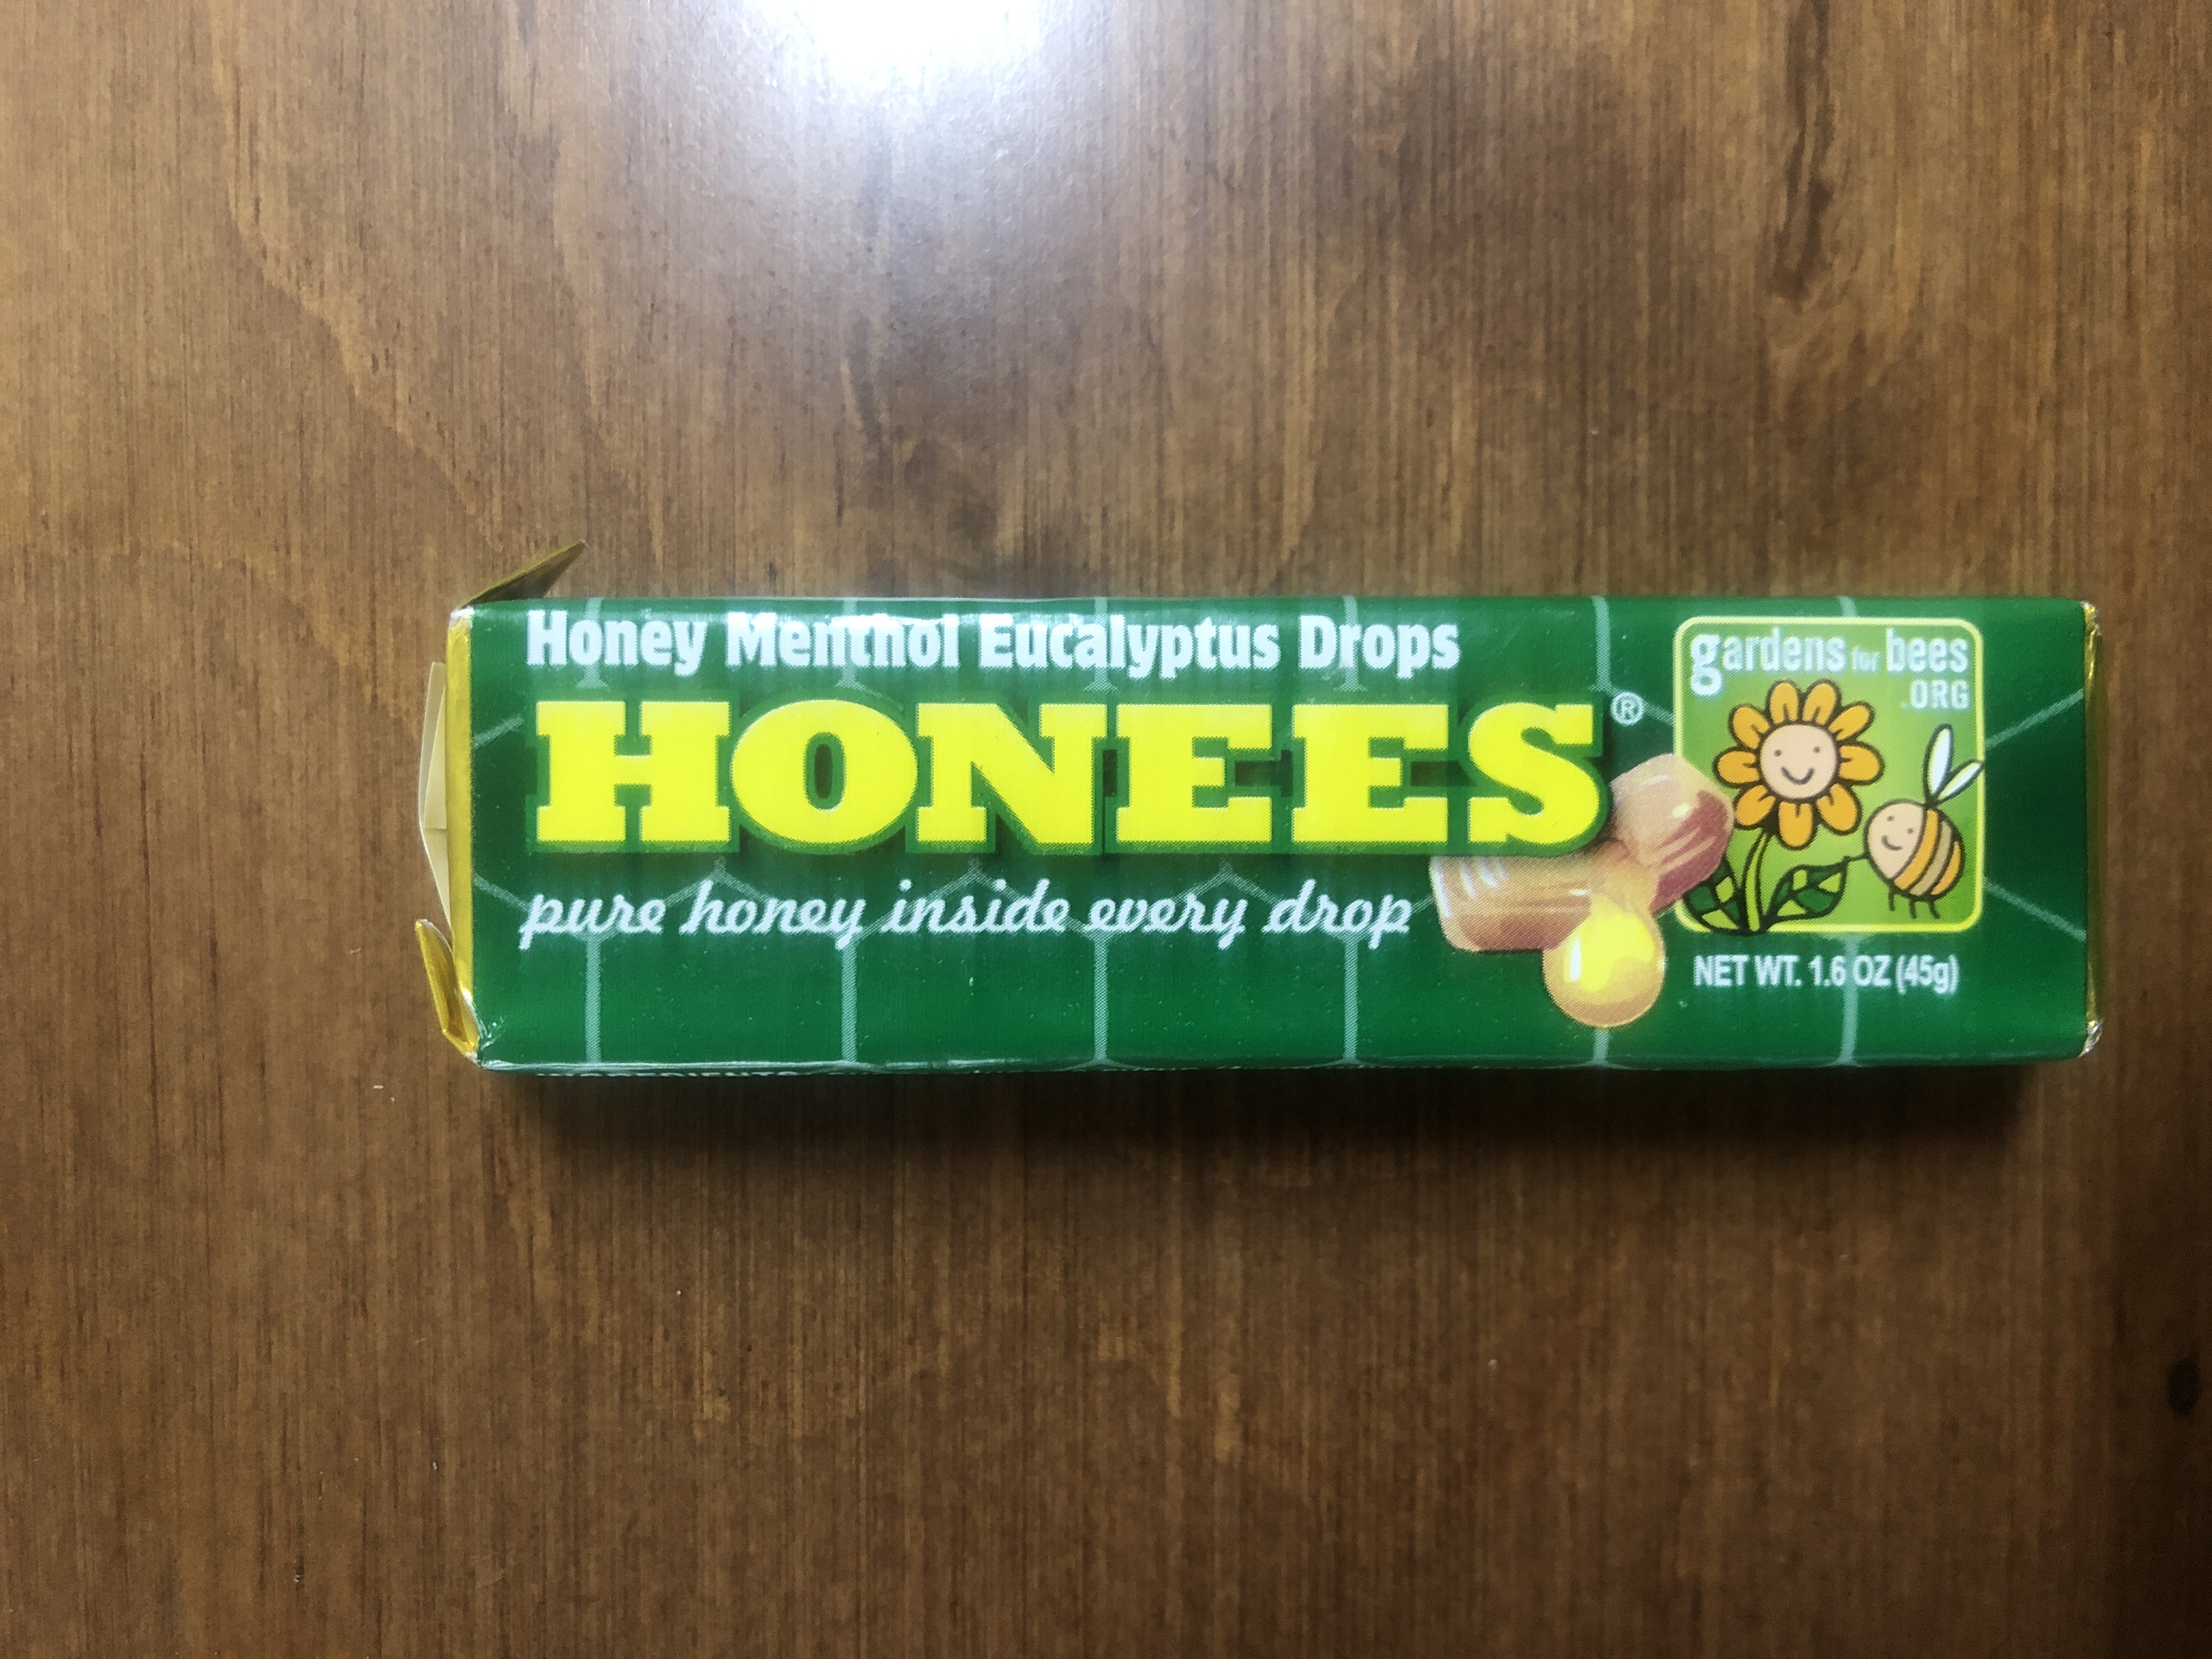 Honey Menthol Eucalyptus Drops
HONEES®
pure honey inside every drop
gardens for bees
.ORG
NET WT. 1.6 OZ (45g)